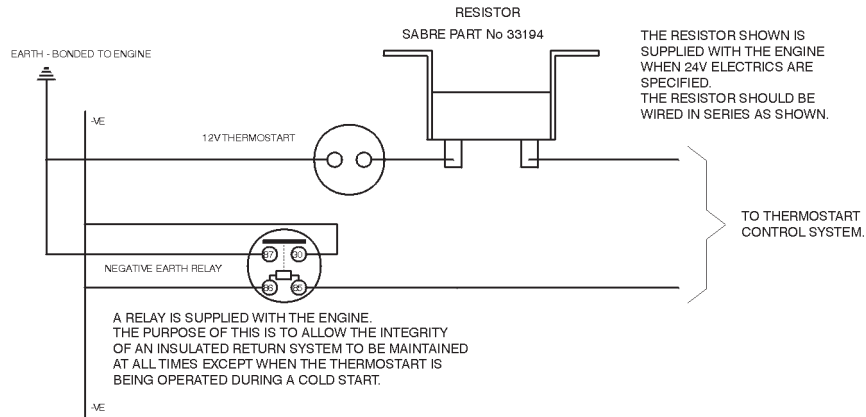 RESISTOR
SABRE PART No 33194
THE RESISTOR SHOWN IS
SUPPLIED WITH THE ENGINE
WHEN 24V ELECTRICS ARE
SPECIFIED.
THE RESISTOR SHOULD BE
WIRED IN SERIES AS SHOWN.
EARTH - BONDED TO ENGINE
-VE
12V THERMOSTART
TO THERMOSTART
CONTROL SYSTEM.
87 30
NEGATIVE EARTH RELAY
86 85
A RELAY IS SUPPLIED WITH THE ENGINE.
THE PURPOSE OF THIS IS TO ALLOW THE INTEGRITY
OF AN INSULATED RETURN SYSTEM TO BE MAINTAINED
AT ALL TIMES EXCEPT WHEN THE THERMOSTART IS
BEING OPERATED DURING A COLD START.
-VE